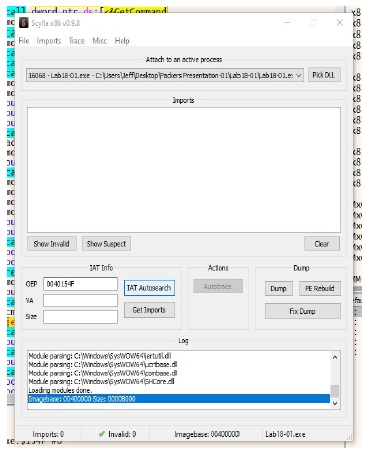 call dword ptr ds:[<&GetCommand
Scylla x86 v0.9.8
File Imports Trace Misc Help
Attach to an active process
16068 - Lab18-01.exe - C:\Users\Jeff\Desktop\Packers Presentation-01\Lab18-01\Lab18-01.ex
Pick DLL
Imports
Show Invalid
Show Suspect
Clear
IAT Info
OEP 0040154F
VA
Size
IAT Autosearch
Get Imports
Actions
Autotrace
Dump
Dump
PE Rebuild
Fix Dump
Log
Module parsing: C:\Windows\SysWOW64\iertutil.dll
Module parsing: C:\Windows\SysWOW64\ucrtbase.dll
Module parsing: C:\Windows\SysWOW64\combase.dll
Module parsing: C:\Windows\SysWOW64\SHCore.dll
Loading modules done.
Imagebase: 00400000 Size: 0000B000
Imports: 0
Invalid: 0
Imagebase: 00400000
Lab18-01.exe